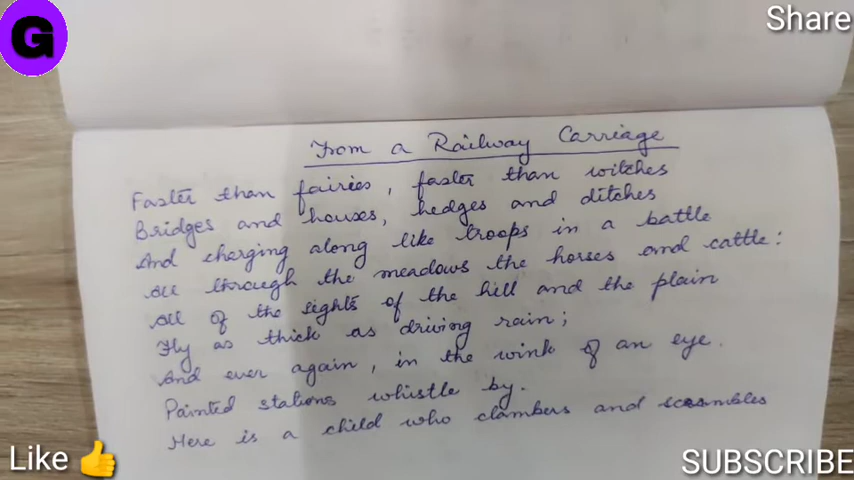 G
Share
From a Railway Carriage
Faster than fairies, faster than witches
Bridges and houses, hedges and ditches
And charging along like troops in a battle
All through the meadows the horses and cattle:
All of the sights of the hill and the plain
Fly as thick as driving rain;
And ever again, in the wink of an eye.
Painted stations whistle by.
Here is a child who clambers and scrambles
Like 👍
SUBSCRIBE